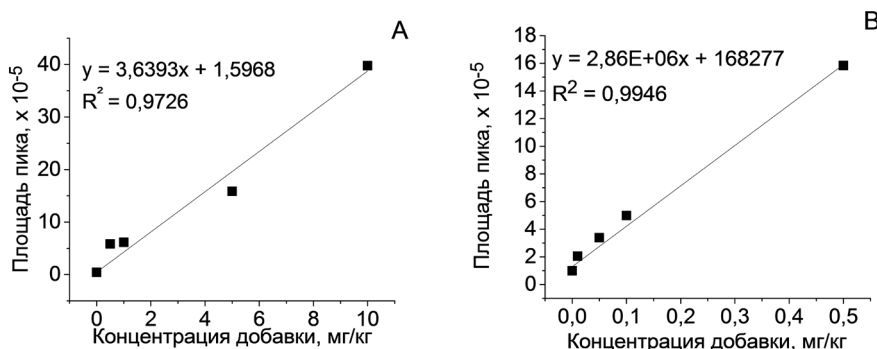 A
y = 3,6393x + 1,5968
R² = 0,9726
Площадь пика, x 10⁻⁵
40
30
20
10
0
0 2 4 6 8 10
Концентрация добавки, мг/кг
B
y = 2,86E+06x + 168277
R² = 0,9946
Площадь пика, x 10⁻⁵
18
16
14
12
10
8
6
4
2
0
0,0 0,1 0,2 0,3 0,4 0,5
Концентрация добавки, мг/кг